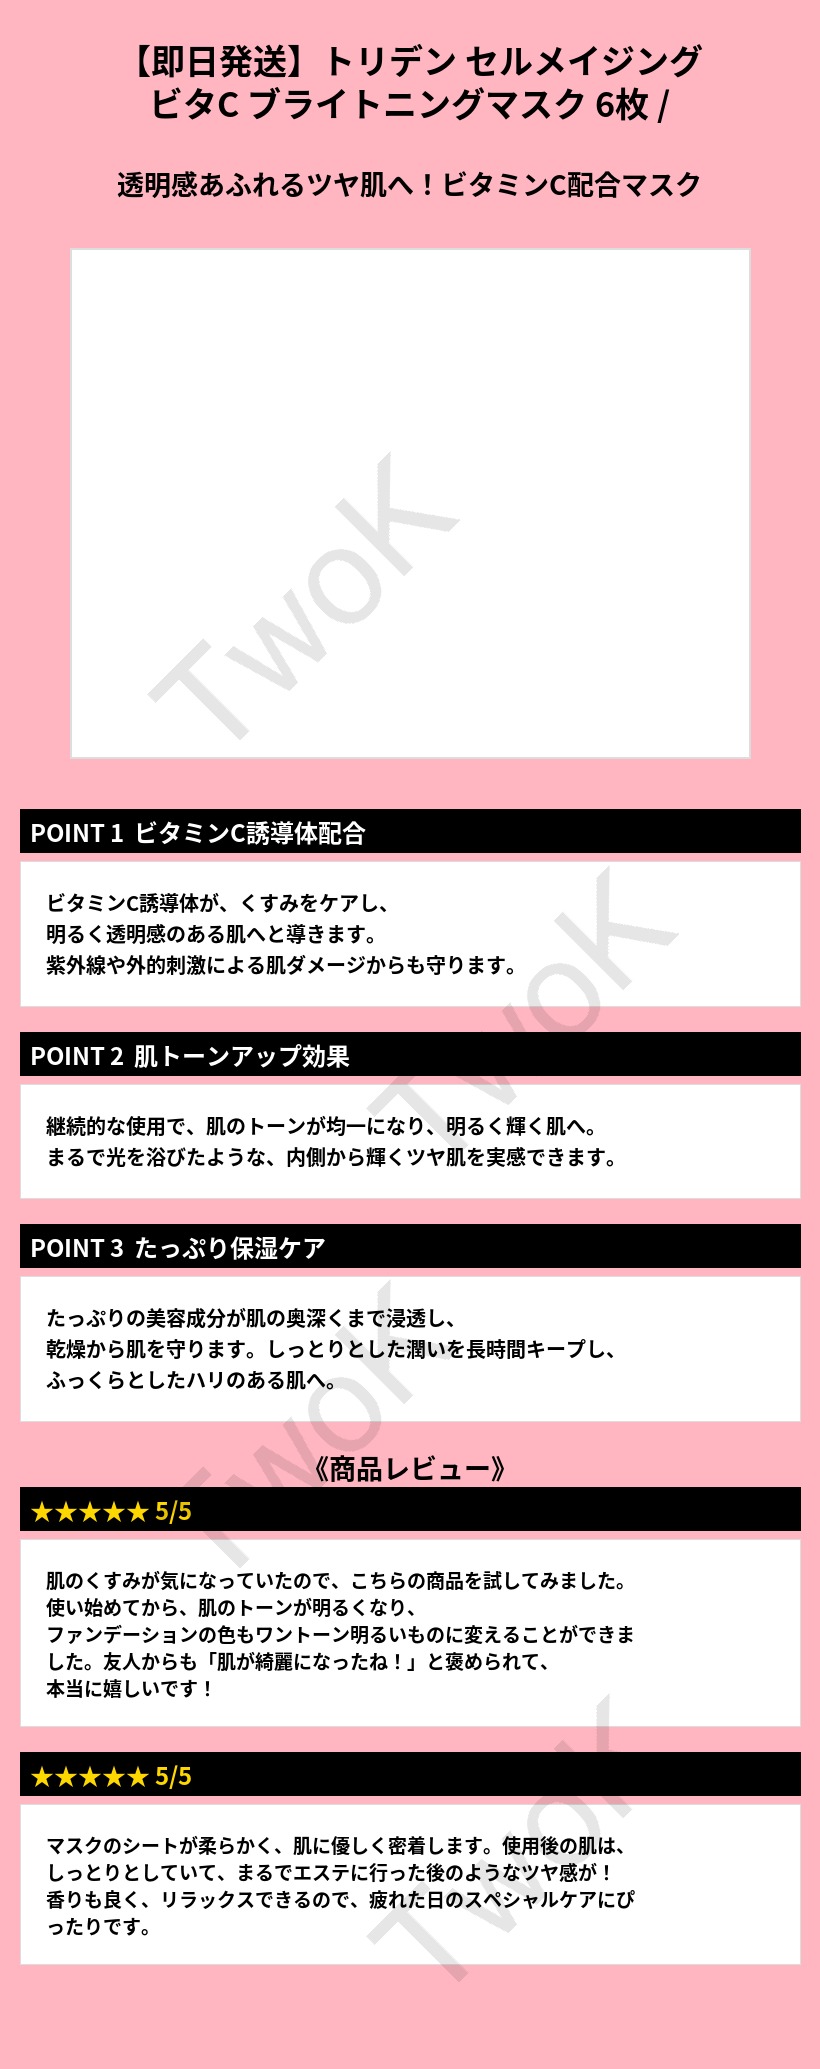 【即日発送】トリデン セルメイジング
ビタC ブライトニングマスク 6枚 /
透明感あふれるツヤ肌へ！ビタミンC配合マスク
TwoK
POINT 1 ビタミンC誘導体配合
ビタミンC誘導体が、くすみをケアし、
明るく透明感のある肌へと導きます。
紫外線や外的刺激による肌ダメージからも守ります。
TwoK
POINT 2 肌トーンアップ効果
継続的な使用で、肌のトーンが均一になり、明るく輝く肌へ。
まるで光を浴びたような、内側から輝くツヤ肌を実感できます。
POINT 3 たっぷり保湿ケア
たっぷりの美容成分が肌の奥深くまで浸透し、
乾燥から肌を守ります。しっとりとした潤いを長時間キープし、
ふっくらとしたハリのある肌へ。
TwoK
《商品レビュー》
★★★★★ 5/5
肌のくすみが気になっていたので、こちらの商品を試してみました。
使い始めてから、肌のトーンが明るくなり、
ファンデーションの色もワントーン明るいものに変えることができま
した。友人からも「肌が綺麗になったね！」と褒められて、
本当に嬉しいです！
★★★★★ 5/5
マスクのシートが柔らかく、肌に優しく密着します。使用後の肌は、
しっとりとしていて、まるでエステに行った後のようなツヤ感が！
香りも良く、リラックスできるので、疲れた日のスペシャルケアにぴ
ったりです。
TwoK